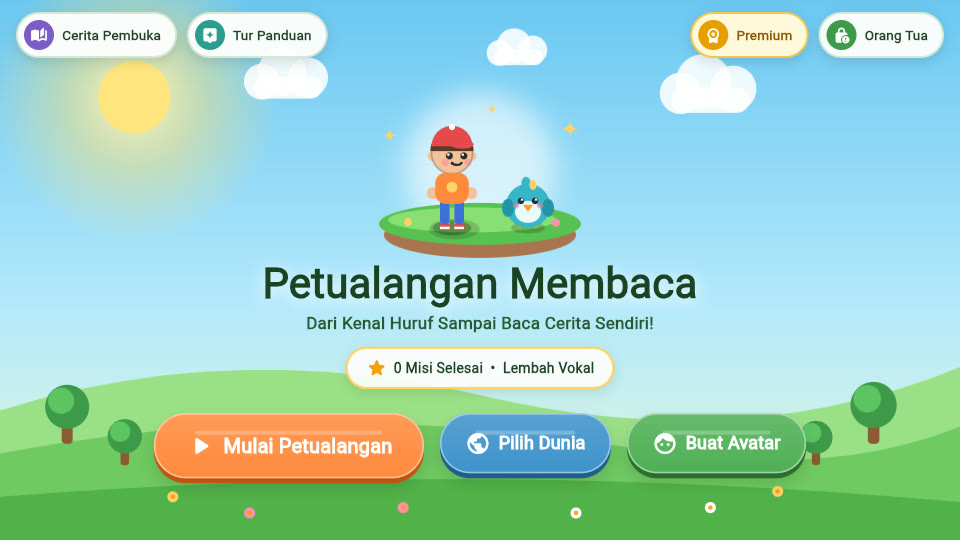 Cerita Pembuka
Tur Panduan
Premium
Orang Tua
Petualangan Membaca
Dari Kenal Huruf Sampai Baca Cerita Sendiri!
0 Misi Selesai • Lembah Vokal
Mulai Petualangan
Pilih Dunia
Buat Avatar